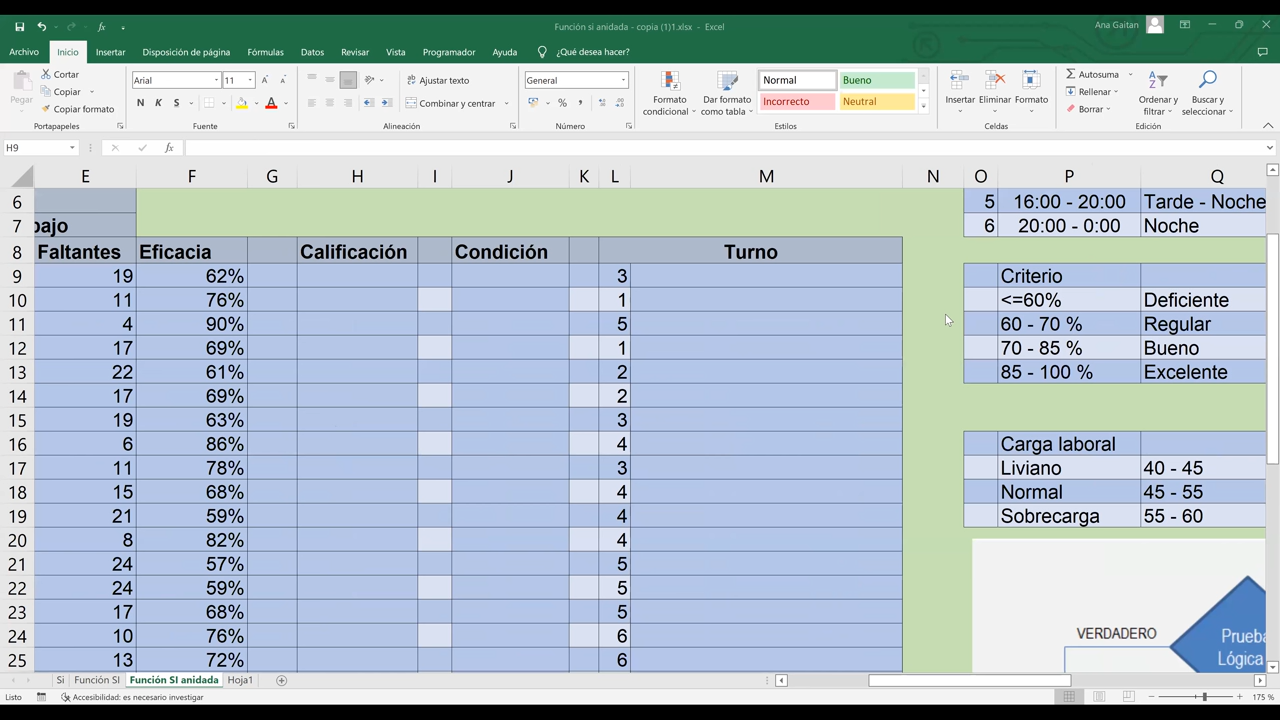 Función si anidada - copia (1)1.xlsx - Excel
Ana Gaitan
Archivo Inicio Insertar Disposición de página Fórmulas Datos Revisar Vista Programador Ayuda ¿Qué desea hacer?
Pegar
Cortar
Copiar
Copiar formato
Arial 11
N K S
Ajustar texto
Combinar y centrar
General
Formato condicional
Dar formato como tabla
Normal Bueno
Incorrecto Neutral
Insertar Eliminar Formato
Autosuma
Rellenar
Borrar
Ordenar y filtrar
Buscar y seleccionar
Portapapeles Fuente Alineación Número Estilos Celdas Edición
H9 fx
E F G H I J K L M N O P Q
6 5 16:00 - 20:00 Tarde - Noche
7 bajo 6 20:00 - 0:00 Noche
8 Faltantes Eficacia Calificación Condición Turno
9 19 62% 3 Criterio
10 11 76% 1 <=60% Deficiente
11 4 90% 5 60 - 70 % Regular
12 17 69% 1 70 - 85 % Bueno
13 22 61% 2 85 - 100 % Excelente
14 17 69% 2
15 19 63% 3
16 6 86% 4 Carga laboral
17 11 78% 3 Liviano 40 - 45
18 15 68% 4 Normal 45 - 55
19 21 59% 4 Sobrecarga 55 - 60
20 8 82% 4
21 24 57% 5
22 24 59% 5
23 17 68% 5
24 10 76% 6
25 13 72% 6
VERDADERO
Prueba
Lógica
Si Función SI Función SI anidada Hoja1
Listo Accesibilidad: es necesario investigar 175 %